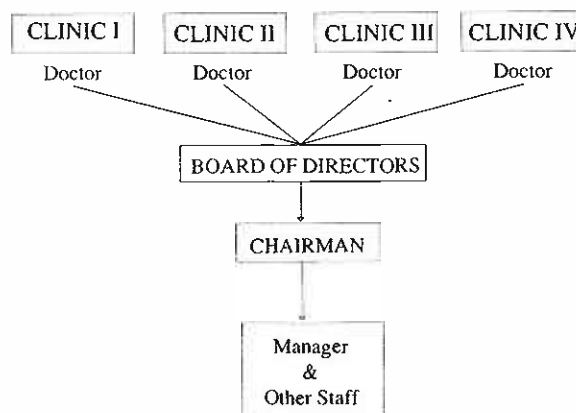 CLINIC I CLINIC II CLINIC III CLINIC IV
Doctor Doctor Doctor Doctor
BOARD OF DIRECTORS
CHAIRMAN
Manager
&
Other Staff